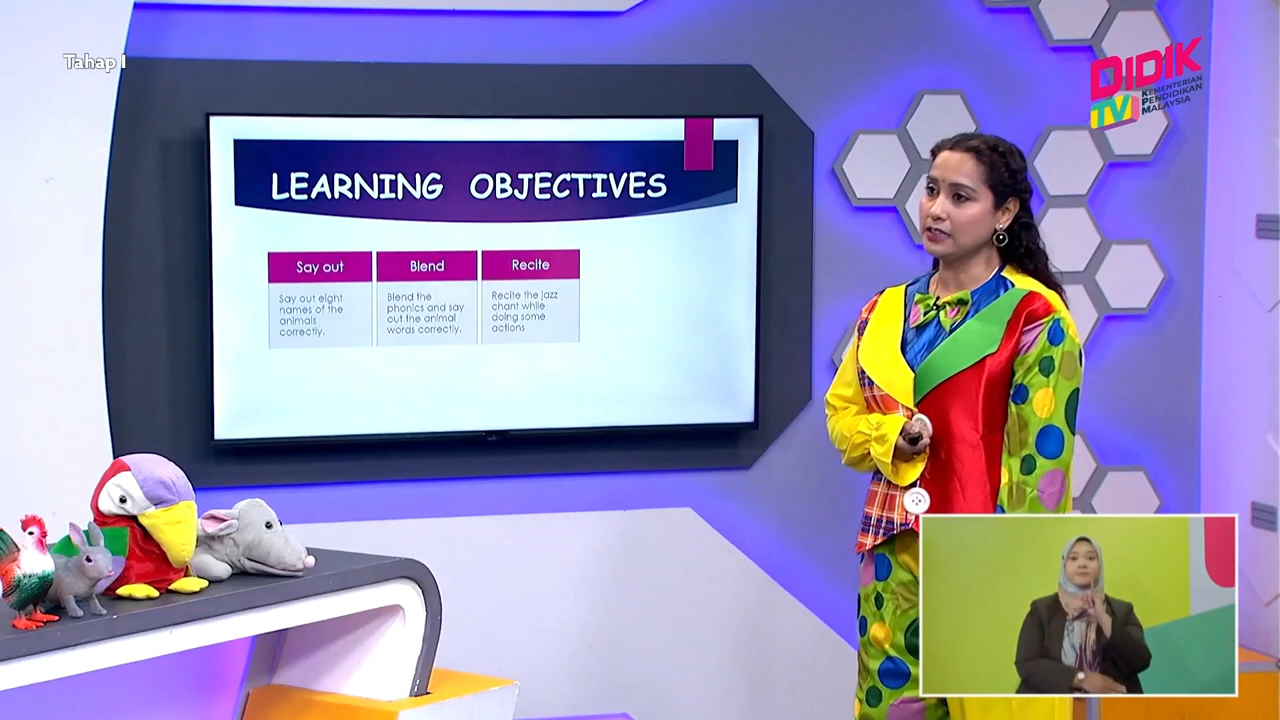 Tahap 1
DIDIK
TV
KEMENTERIAN
PENDIDIKAN
MALAYSIA
LEARNING OBJECTIVES
Say out
Say out eight
names of the
animals
correctly.
Blend
Blend the
phonics and say
out the animal
words correctly.
Recite
Recite the jazz
chant while
doing some
actions